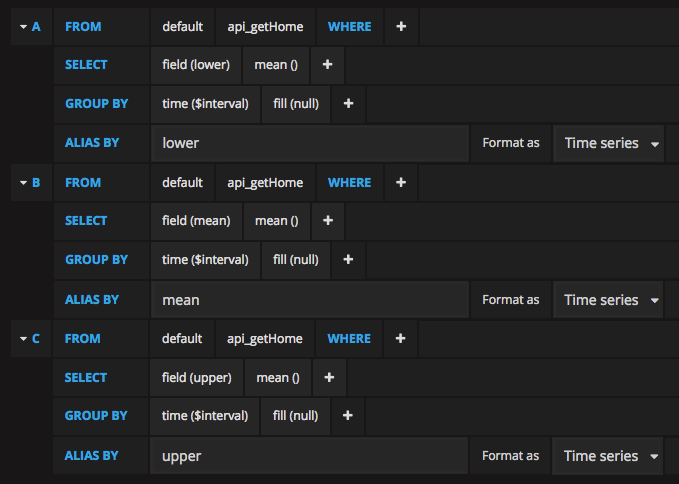 A FROM default api_getHome WHERE +
SELECT field (lower) mean () +
GROUP BY time ($interval) fill (null) +
ALIAS BY lower Format as Time series
B FROM default api_getHome WHERE +
SELECT field (mean) mean () +
GROUP BY time ($interval) fill (null) +
ALIAS BY mean Format as Time series
C FROM default api_getHome WHERE +
SELECT field (upper) mean () +
GROUP BY time ($interval) fill (null) +
ALIAS BY upper Format as Time series